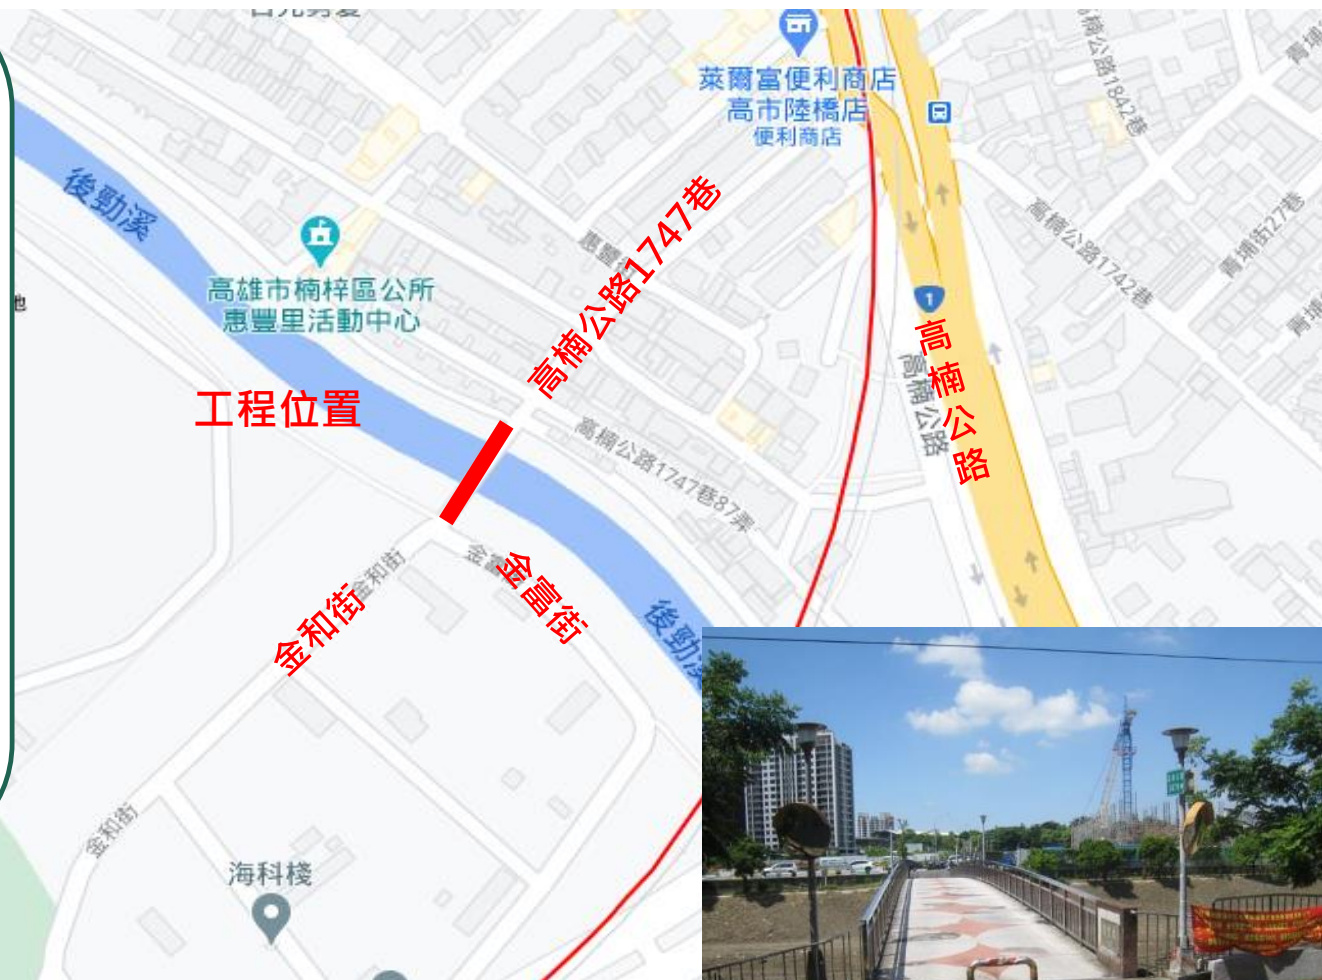 萊爾富便利商店
高市陸橋店
便利商店
高楠公路1842巷
後勁溪
高雄市楠梓區公所
惠豐里活動中心
高楠公路1747巷
高楠公路1742巷
青埔街27巷
1
高楠公路
高楠公路
工程位置
高楠公路1747巷87弄
金和街
金和街
金富街
後勁溪
金和街
海科棧